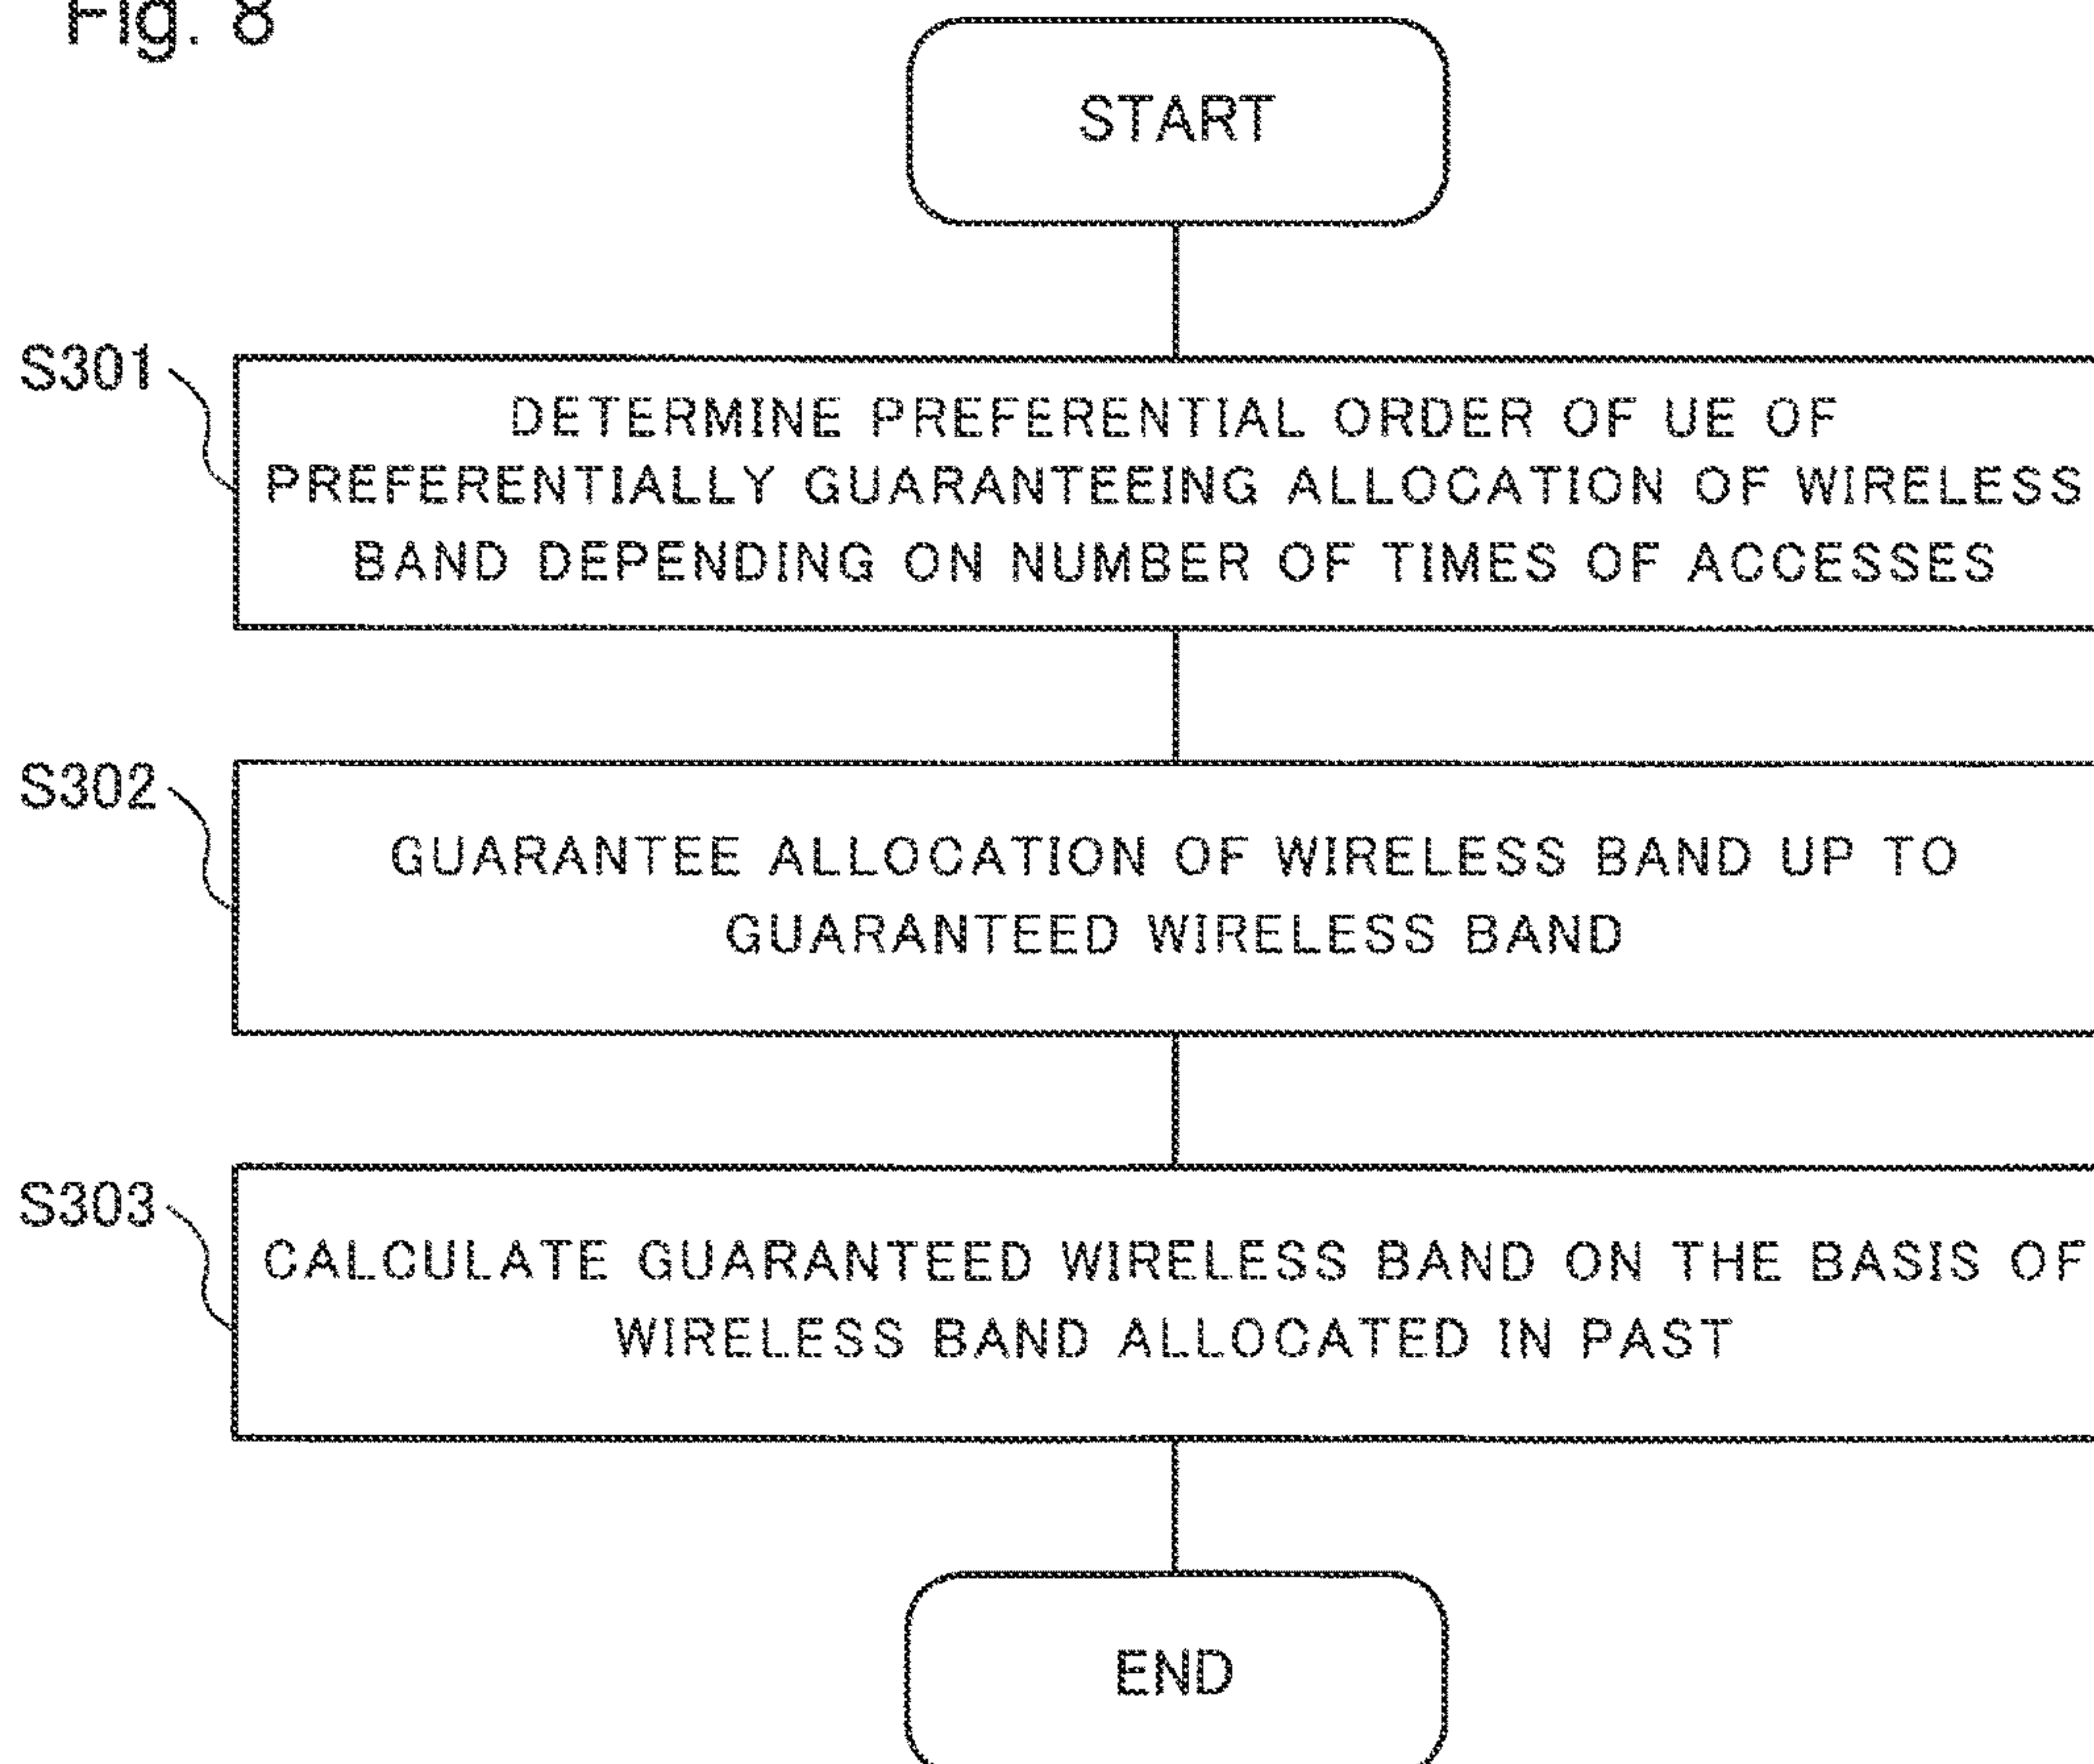 Fig. 8
START
S301
DETERMINE PREFERENTIAL ORDER OF UE OF
PREFERENTIALLY GUARANTEEING ALLOCATION OF WIRELESS
BAND DEPENDING ON NUMBER OF TIMES OF ACCESSES
S302
GUARANTEE ALLOCATION OF WIRELESS BAND UP TO
GUARANTEED WIRELESS BAND
S303
CALCULATE GUARANTEED WIRELESS BAND ON THE BASIS OF
WIRELESS BAND ALLOCATED IN PAST
END